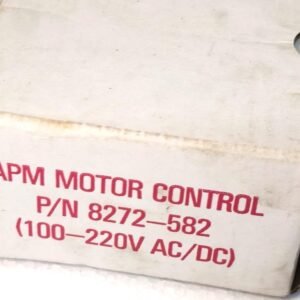 APM MOTOR CONTROL
P/N 8272-582
(100-220V AC/DC)